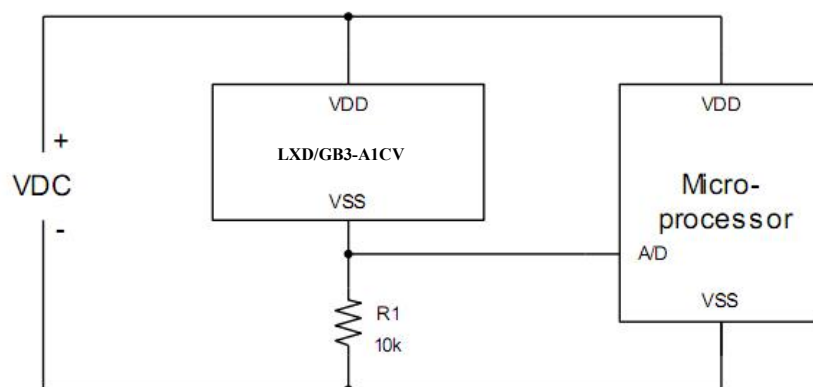 VDD
VDD
+
LXD/GB3-A1CV
VDC
Micro-
processor
VSS
-
A/D
VSS
R1
10k